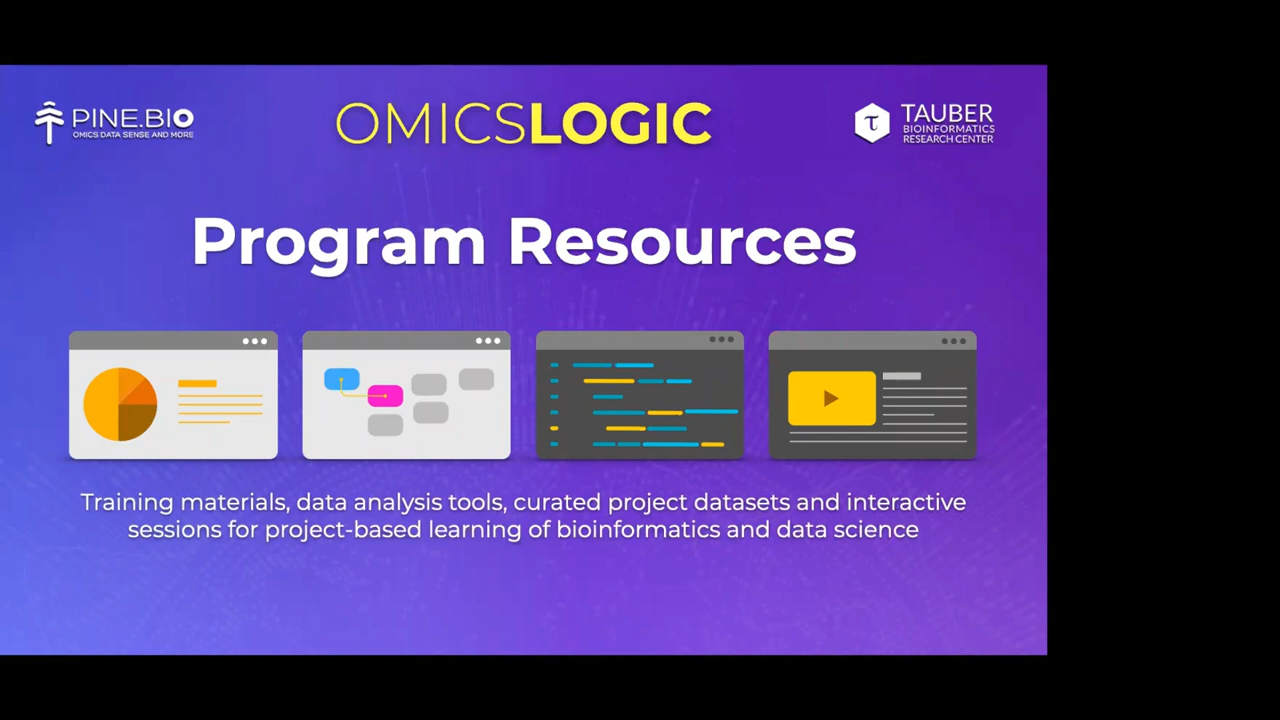 PINE.BIO
OMICS DATA SENSE AND MORE
OMICSLOGIC
τ
TAUBER
BIOINFORMATICS
RESEARCH CENTER
Program Resources
Training materials, data analysis tools, curated project datasets and interactive
sessions for project-based learning of bioinformatics and data science